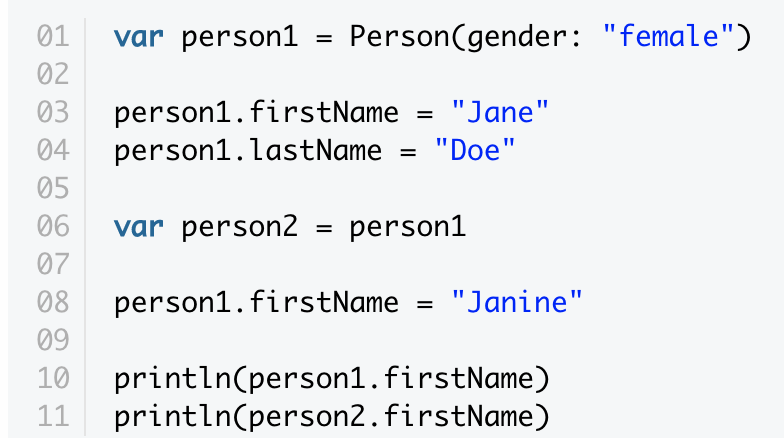 01 var person1 = Person(gender: "female")
02
03 person1.firstName = "Jane"
04 person1.lastName = "Doe"
05
06 var person2 = person1
07
08 person1.firstName = "Janine"
09
10 println(person1.firstName)
11 println(person2.firstName)